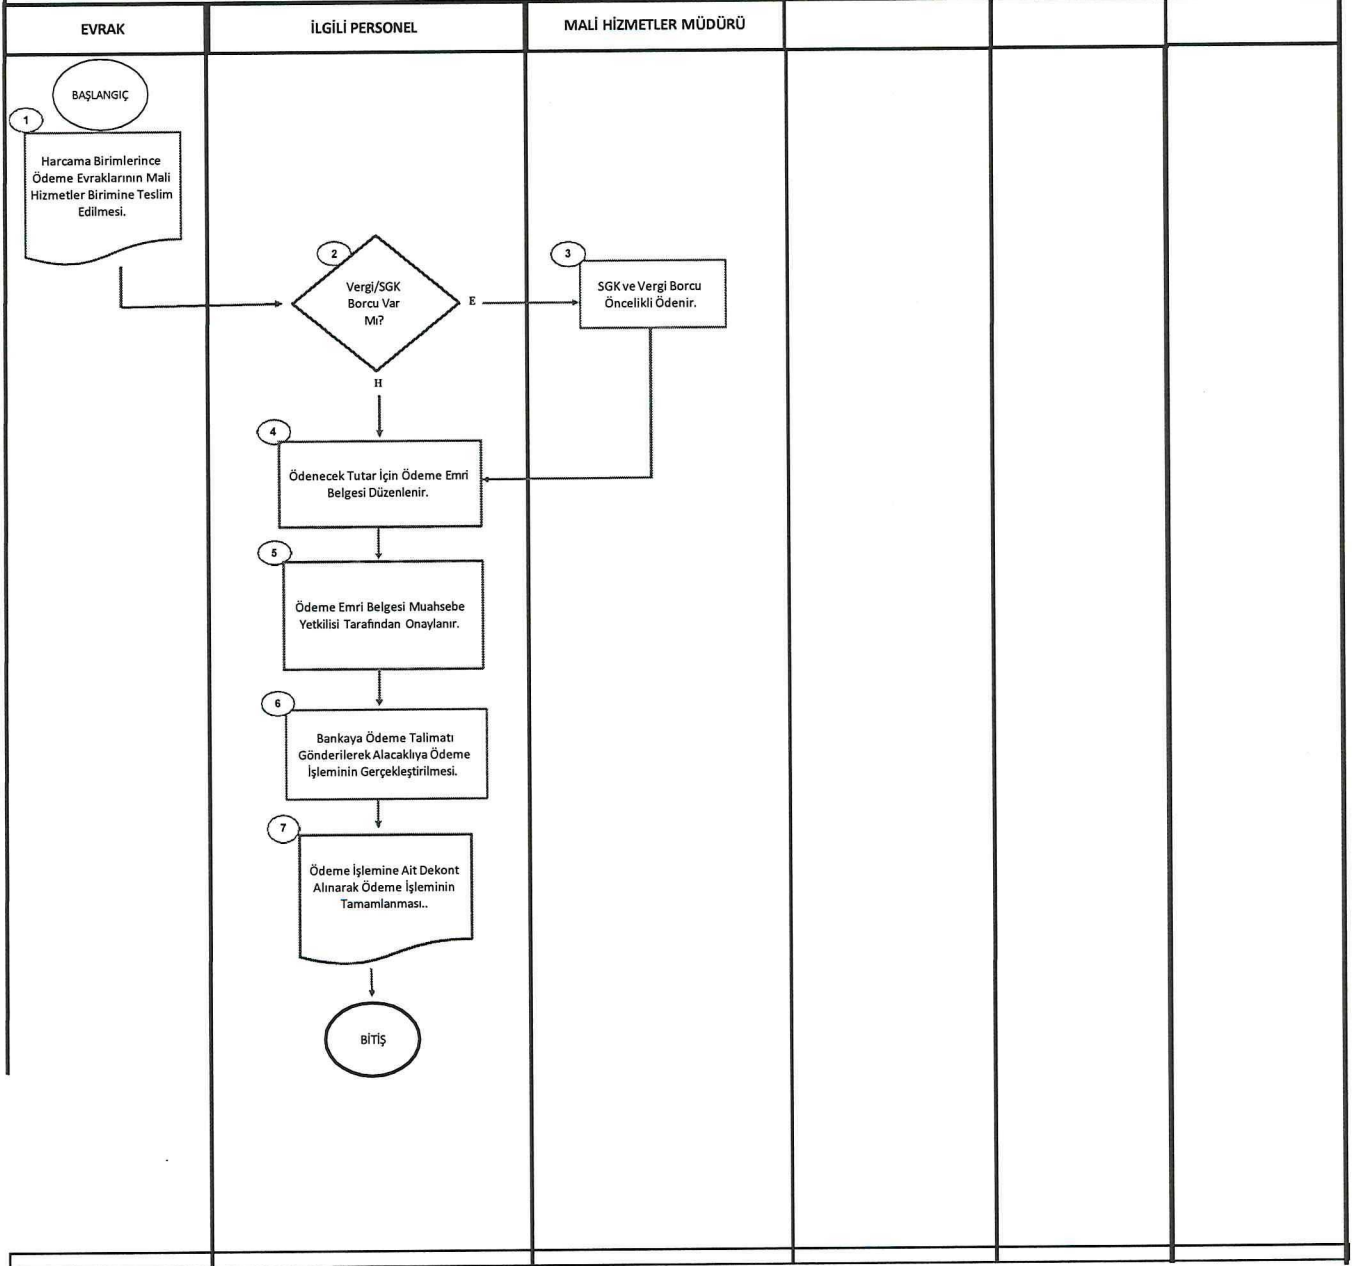 EVRAK
İLGİLİ PERSONEL
MALİ HİZMETLER MÜDÜRÜ
BAŞLANGIÇ
1
Harcama Birimlerince
Ödeme Evraklarının Mali
Hizmetler Birimine Teslim
Edilmesi.
2
Vergi/SGK
Borcu Var
Mı?
E
3
SGK ve Vergi Borcu
Öncelikli Ödenir.
H
4
Ödenecek Tutar İçin Ödeme Emri
Belgesi Düzenlenir.
5
Ödeme Emri Belgesi Muahsebe
Yetkilisi Tarafından Onaylanır.
6
Bankaya Ödeme Talimatı
Gönderilerek Alacaklıya Ödeme
İşleminin Gerçekleştirilmesi.
7
Ödeme İşlemine Ait Dekont
Alınarak Ödeme İşleminin
Tamamlanması..
BİTİŞ